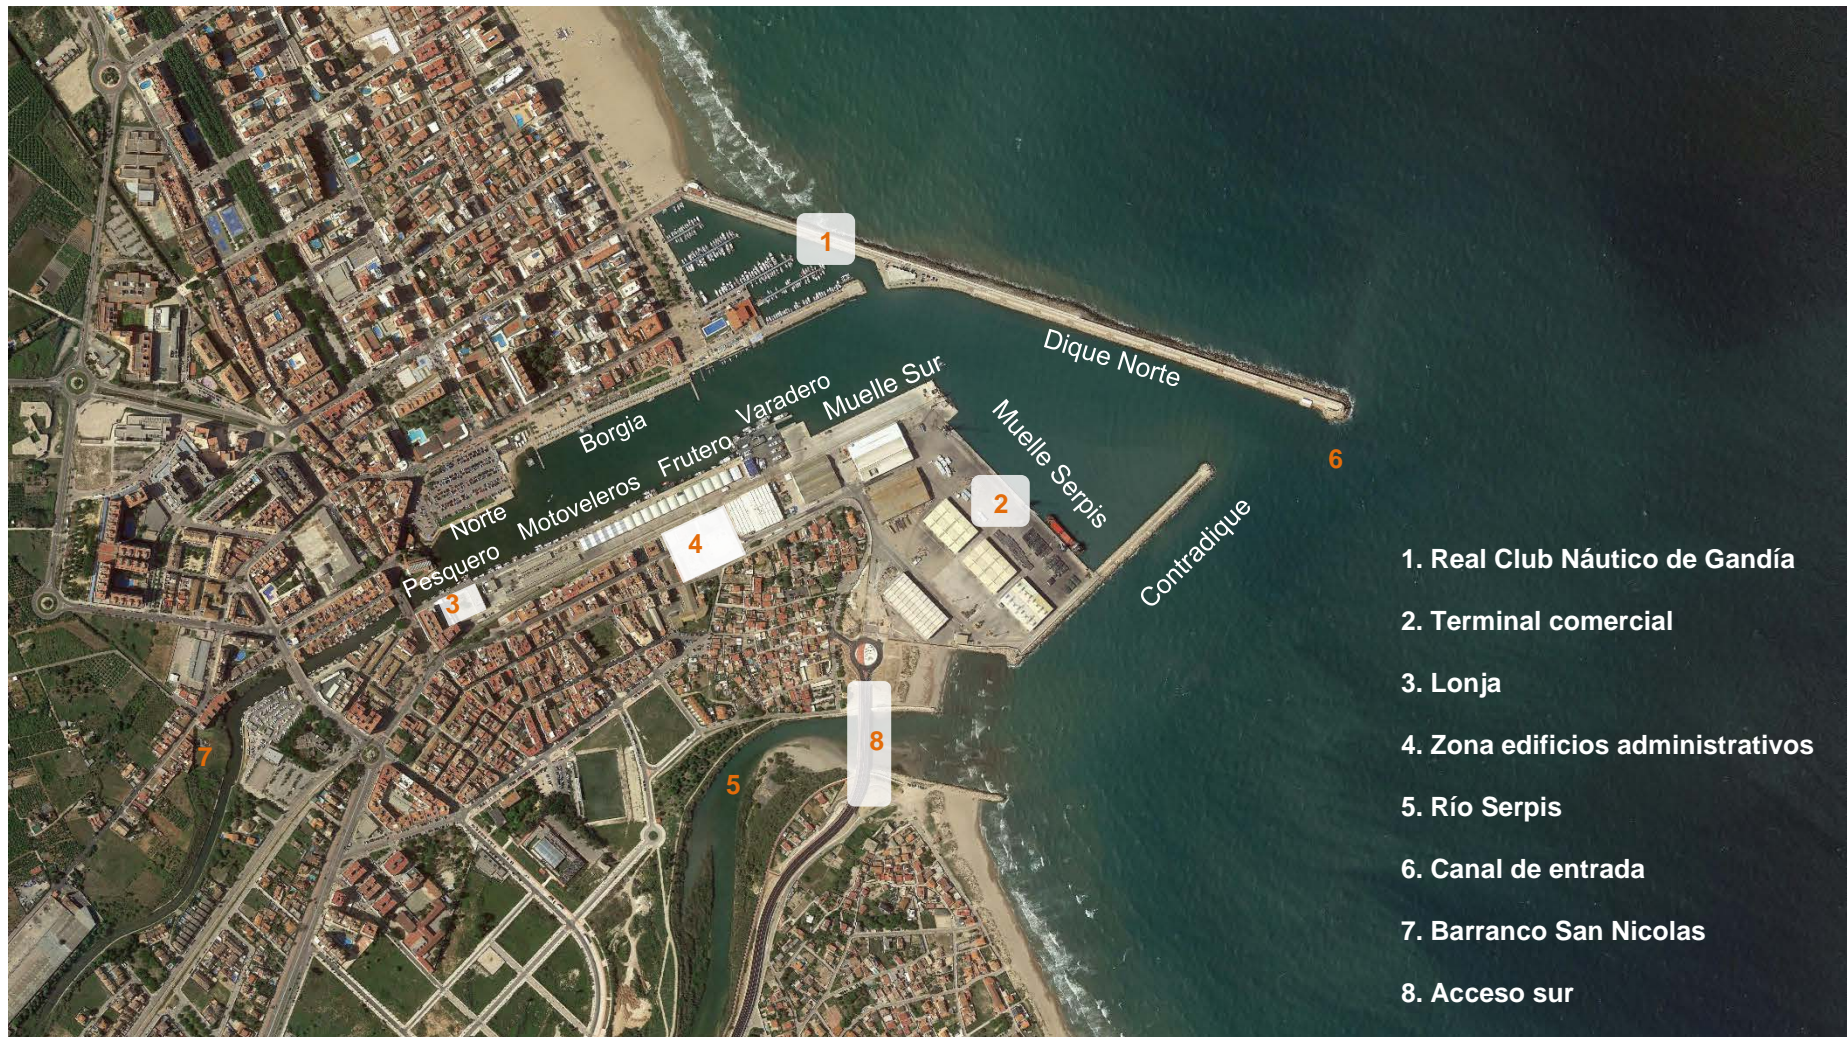 1
Dique Norte
Varadero
Muelle Sur
Borgia
Frutero
Muelle Serpis
Motoveleros
Norte
6
2
4
Pesquero
3
Contradique
8
7
5
1. Real Club Náutico de Gandía
2. Terminal comercial
3. Lonja
4. Zona edificios administrativos
5. Río Serpis
6. Canal de entrada
7. Barranco San Nicolas
8. Acceso sur